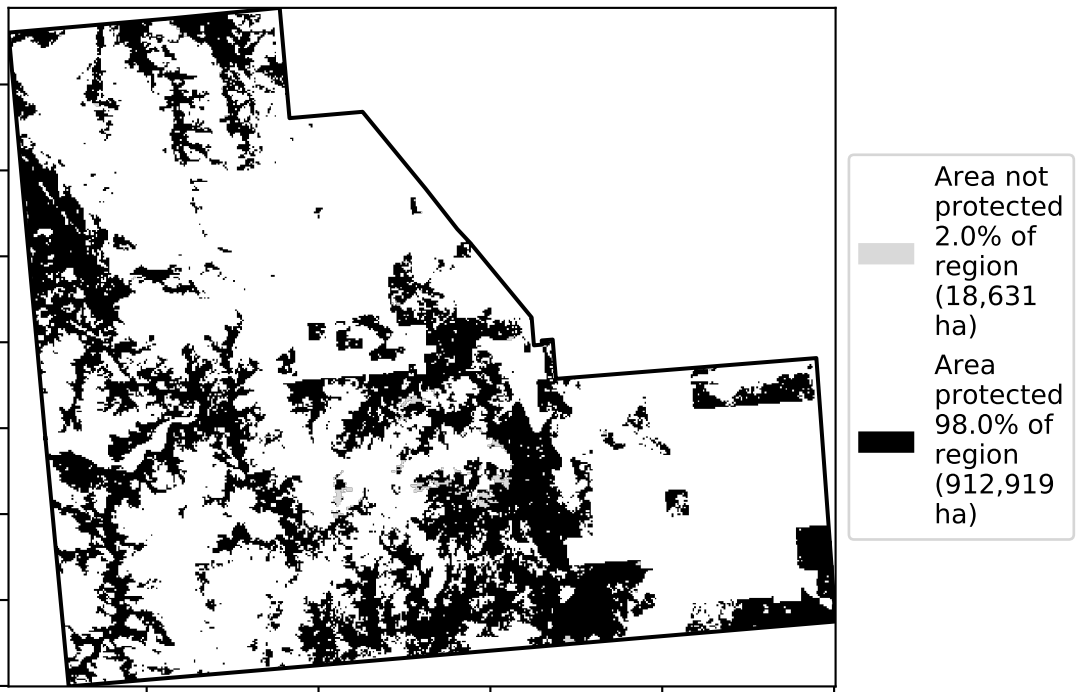 Area not
protected
2.0% of
region
(18,631
ha)
Area
protected
98.0% of
region
(912,919
ha)